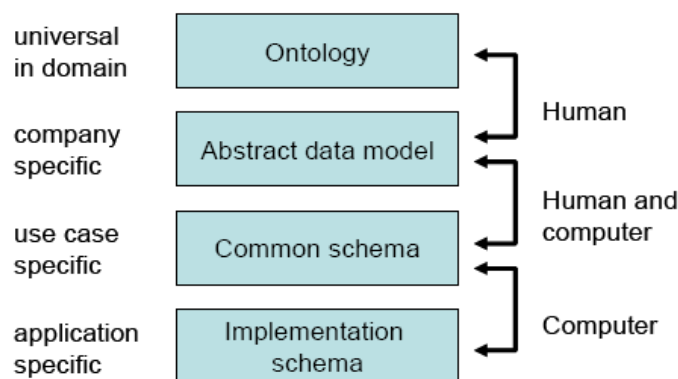 universal
in domain
Ontology
Human
company
specific
Abstract data model
Human and
computer
use case
specific
Common schema
Computer
application
specific
Implementation
schema